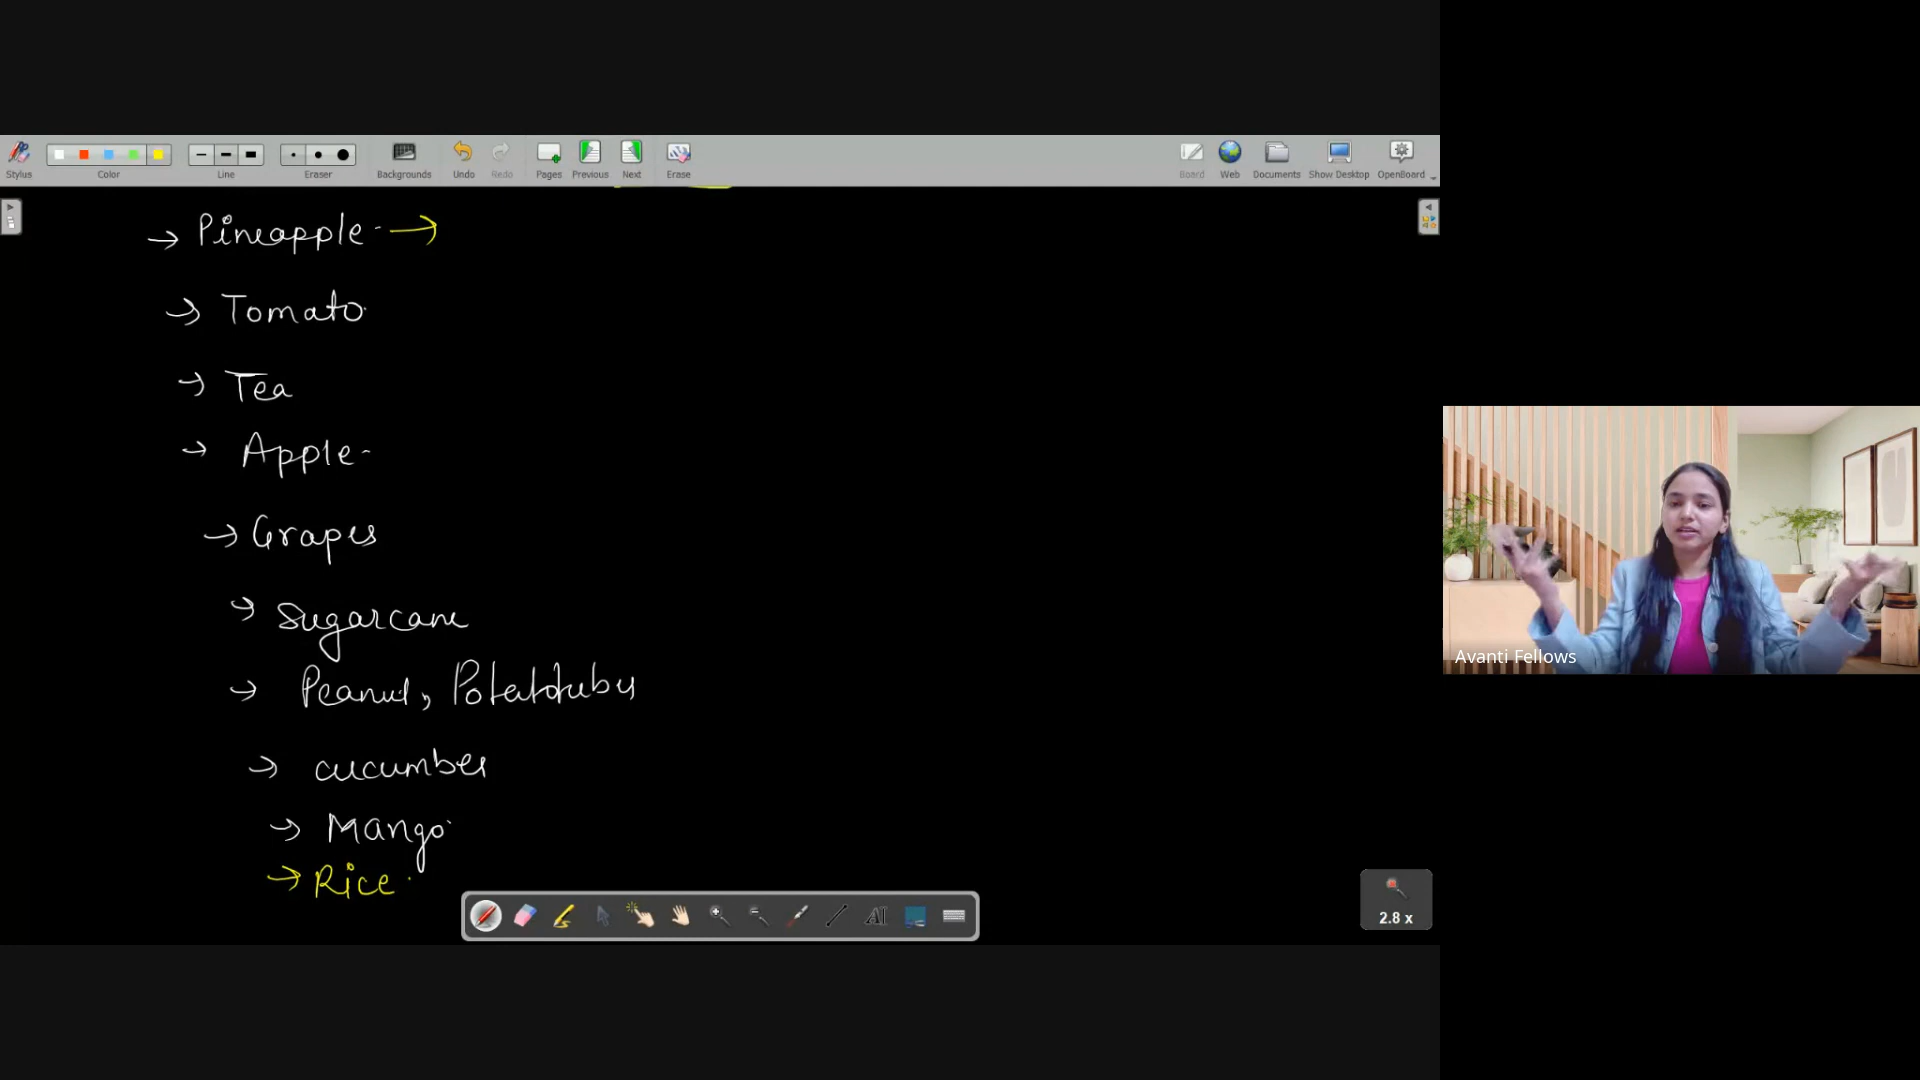 Stylus Color Line Eraser Backgrounds Undo Redo Pages Previous Next Erase Board Web Documents Show Desktop OpenBoard
→ Pineapple →
→ Tomato
→ Tea
→ Apple
→ Grapes
→ Sugarcane
→ Peanut,
→ cucumber
→ Mango
→ Rice
2.8 x
Avanti Fellows